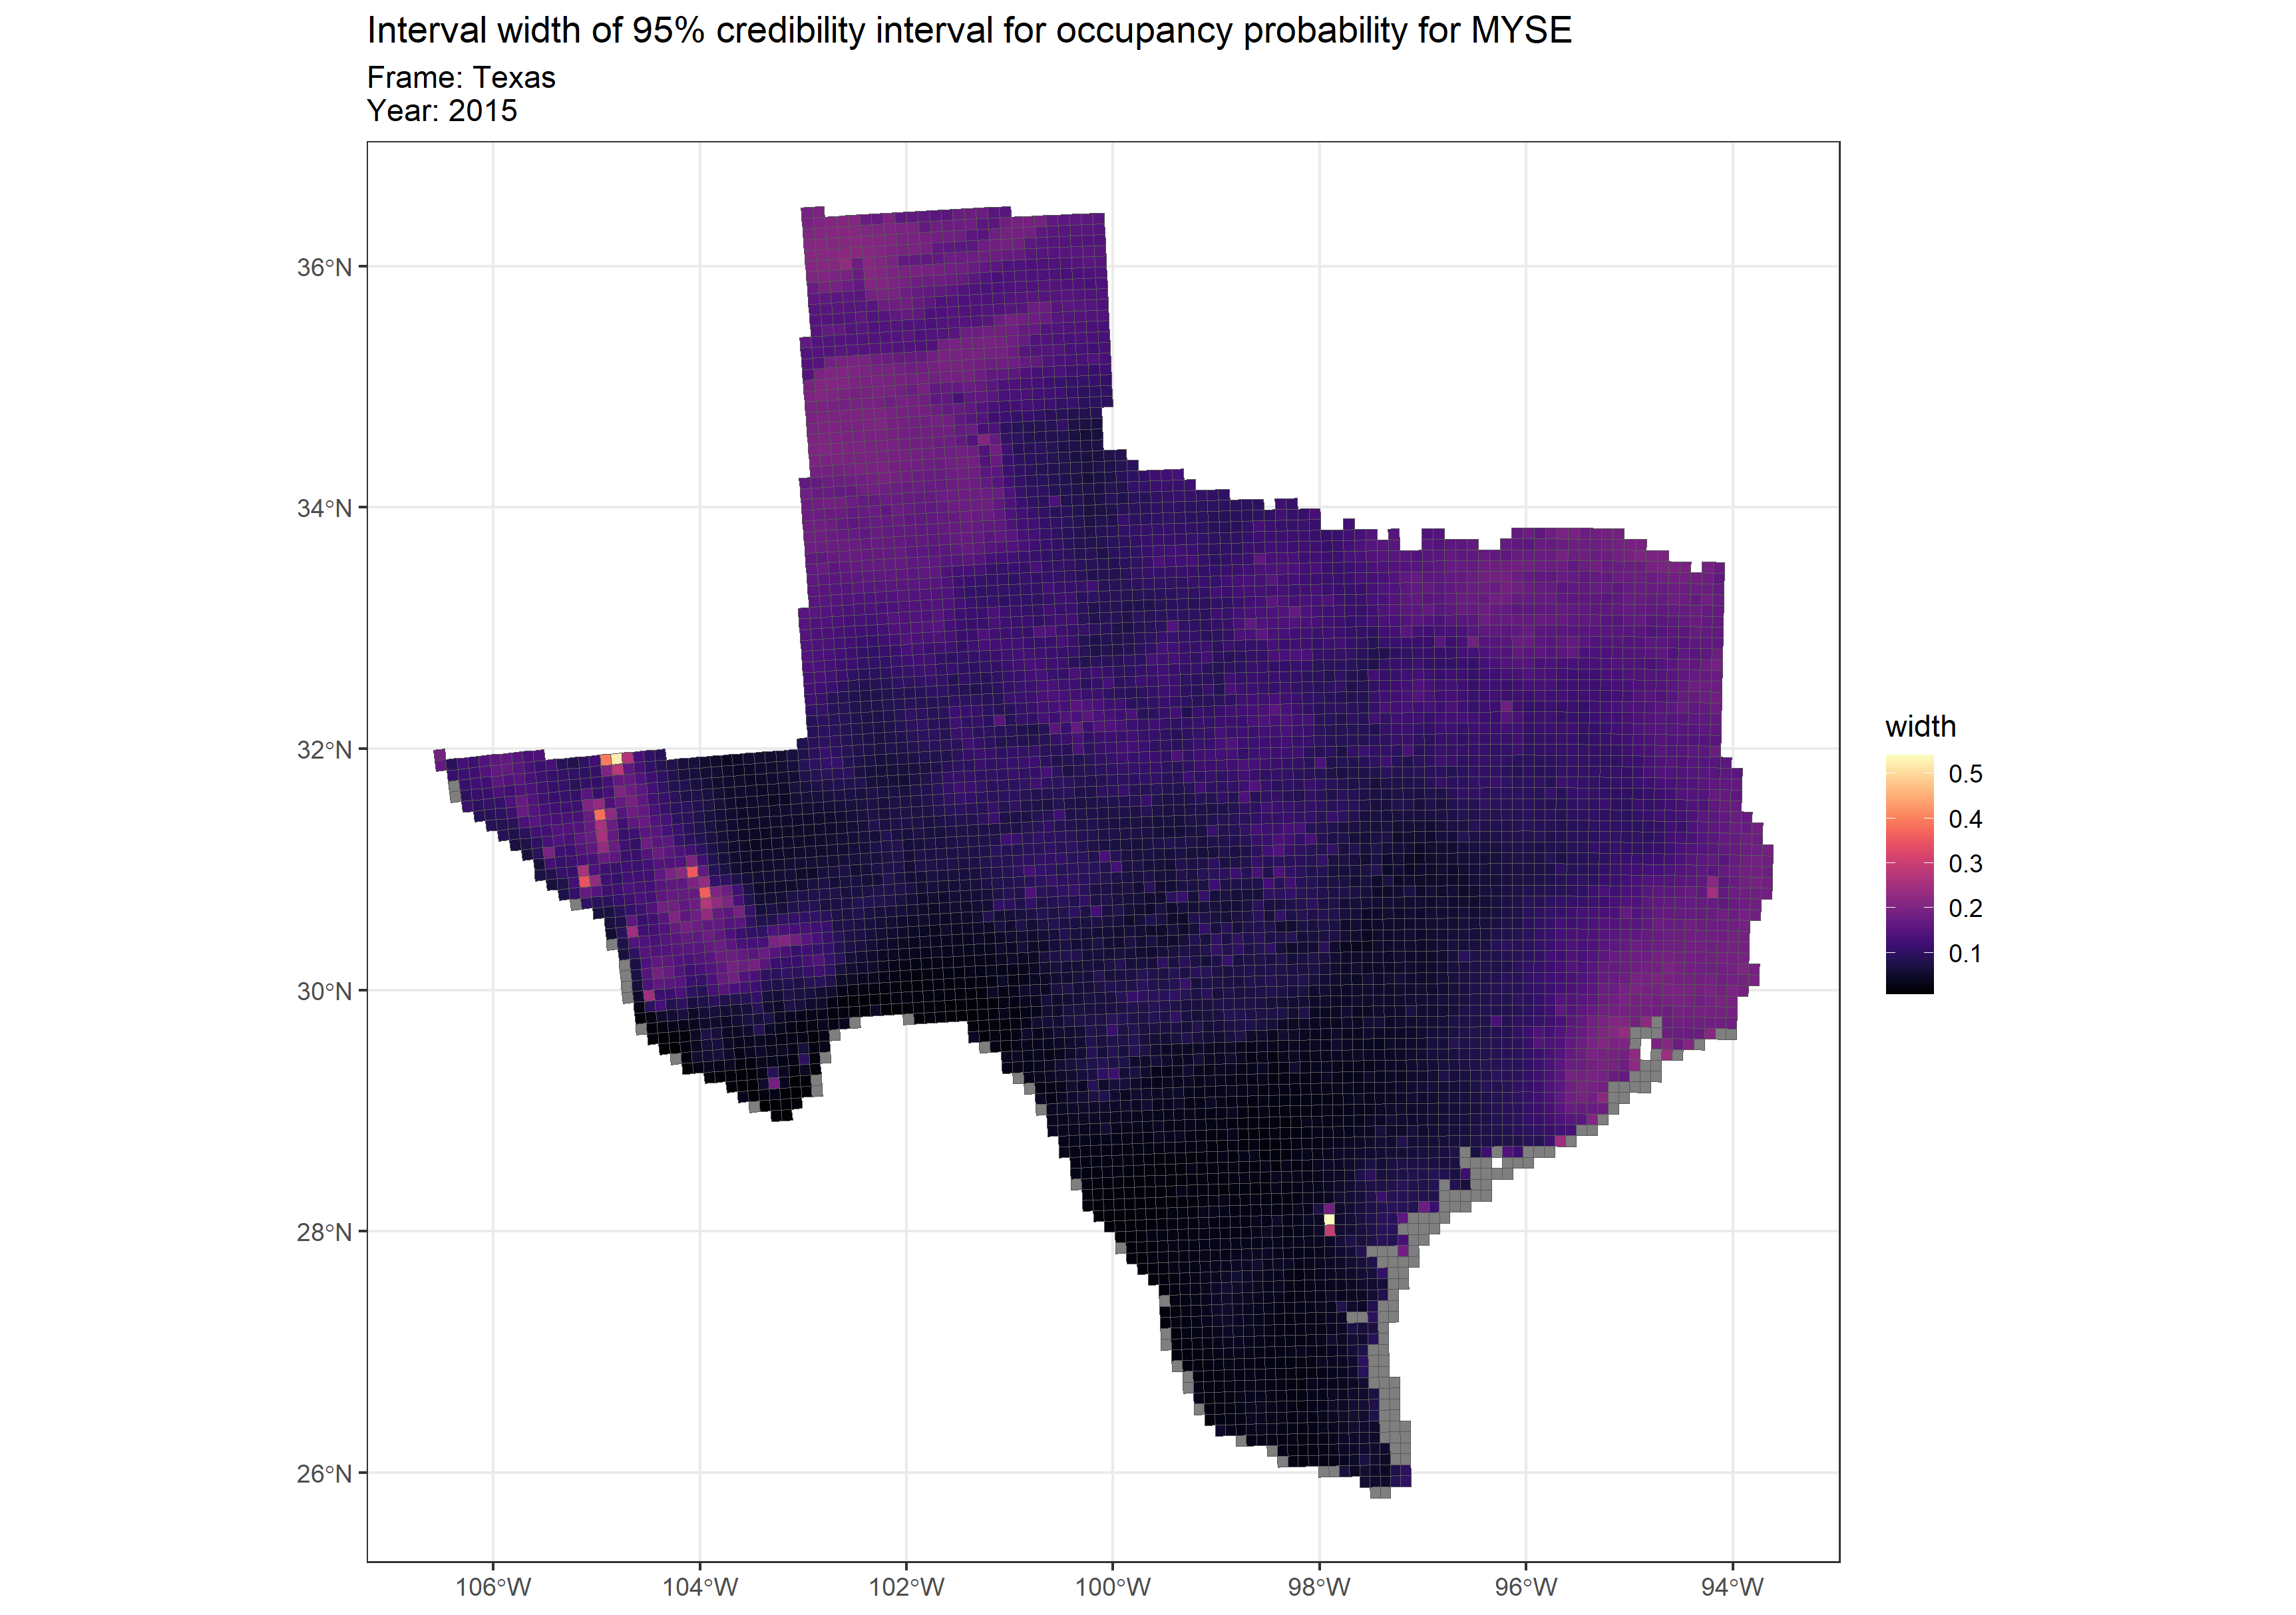 Interval width of 95% credibility interval for occupancy probability for MYSE
Frame: Texas
Year: 2015
36°N
34°N
32°N
30°N
28°N
26°N
106°W
104°W
102°W
100°W
98°W
96°W
94°W
width
0.5
0.4
0.3
0.2
0.1